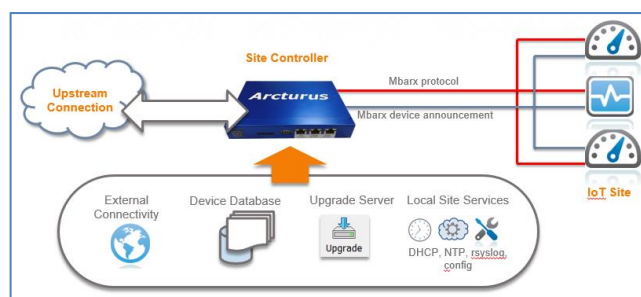 Site Controller
Upstream
Connection
Arcturus
Mbarx protocol
Mbarx device announcement
IoT Site
External
Connectivity
Device Database
Upgrade Server
Upgrade
Local Site Services
DHCP, NTP, rsyslog,
config